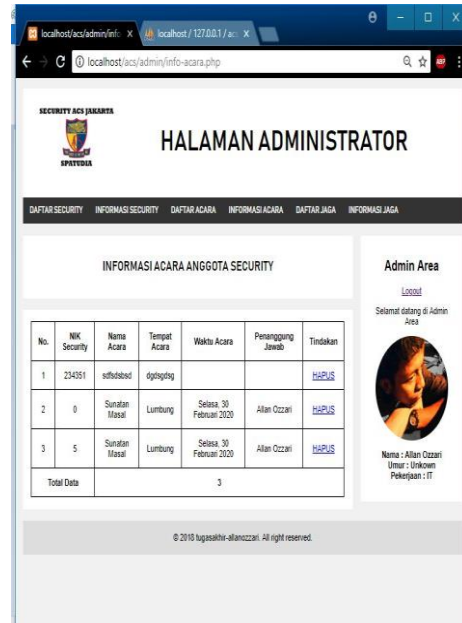 localhost/acs/admin/info X
localhost / 127.0.0.1 / acs X
localhost/acs/admin/info-acara.php
ABP
SECURITY ACS JAKARTA
SPATUDIA
HALAMAN ADMINISTRATOR
DAFTAR SECURITY INFORMASI SECURITY DAFTAR ACARA INFORMASI ACARA DAFTAR JAGA INFORMASI JAGA
INFORMASI ACARA ANGGOTA SECURITY
No. NIK Security Nama Acara Tempat Acara Waktu Acara Penanggung Jawab Tindakan
1 234351 sdfsdsbsd dgdsgdsg HAPUS
2 0 Sunatan Masal Lumbung Selasa, 30 Februari 2020 Allan Ozzari HAPUS
3 5 Sunatan Masal Lumbung Selasa, 30 Februari 2020 Allan Ozzari HAPUS
Total Data 3
Admin Area
Logout
Selamat datang di Admin
Area
Nama : Allan Ozzari
Umur : Unkown
Pekerjaan : IT
© 2018 tugasakhir-allanozzari. All right reserved.